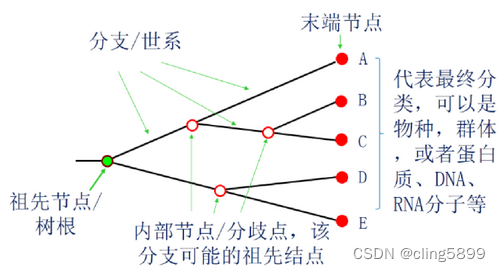 末端节点
分支/世系
A
B
C
D
E
代表最终分
类，可以是
物种，群体
，或者蛋白
质、DNA、
RNA分子等
祖先节点/
树根
内部节点/分歧点，该
分支可能的祖先结点
CSDN @cling5899